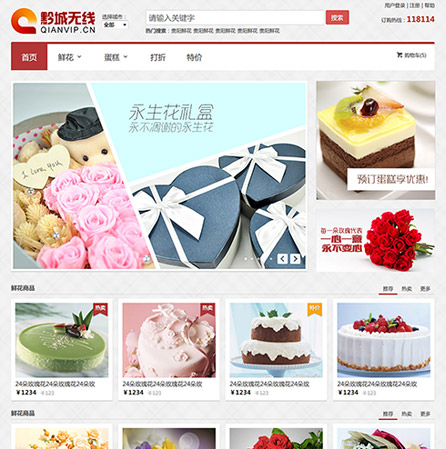 用户登录 | 注册 | 帮助
黔城无线
QIANVIP.CN
选择城市：
全部
请输入关键字
搜索
热门搜索：贵阳鲜花 贵阳鲜花 贵阳鲜花 贵阳鲜花
订购热线：118114
首页
鲜花
蛋糕
打折
特价
购物车(5)
I Love You
永生花礼盒
永不凋谢的永生花
预订蛋糕享优惠!
每一朵玫瑰代表
一心一意
永不变心
鲜花商品
推荐 热卖 更多
热卖
热卖
特价
24朵玫瑰花24朵玫瑰花24朵玫
24朵玫瑰花24朵玫瑰花24朵玫
24朵玫瑰花24朵玫瑰花24朵玫
24朵玫瑰花24朵玫瑰花24朵玫
¥1234 ¥123
¥1234 ¥123
¥1234 ¥123
¥1234 ¥123
鲜花商品
推荐 热卖 更多